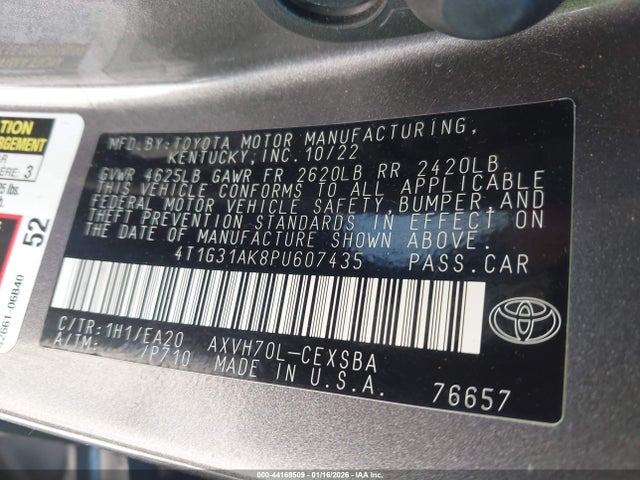 MFD.BY:TOYOTA MOTOR MANUFACTURING,
KENTUCKY,INC.10/22
GVWR 4625LB GAWR FR 2620LB RR 2420LB
THIS VEHICLE CONFORMS TO ALL APPLICABLE
FEDERAL MOTOR VEHICLE SAFETY,BUMPER,AND
THEFT PREVENTION STANDARDS IN EFFECT ON
THE DATE OF MANUFACTURE SHOWN ABOVE.
4T1G31AK8PU607435 PASS.CAR
C/TR:1H1/EA20 AXVH70L-CEXSBA
A/TM: /P710 MADE IN U.S.A.
76657
3
52
42661-06B40
000-44169509 | 01/16/2026 | IAA, Inc.